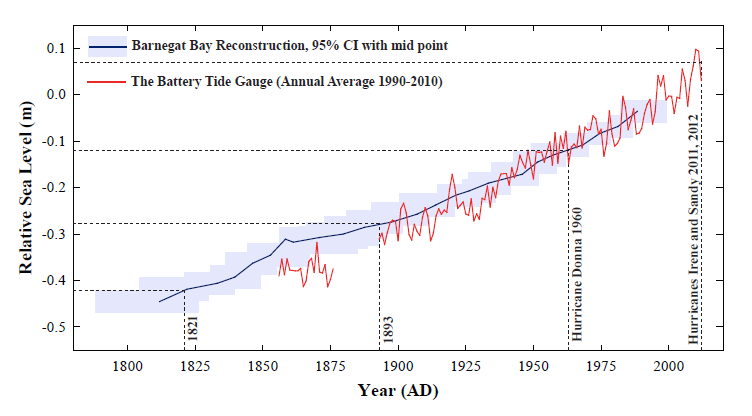 Barnegat Bay Reconstruction, 95% CI with mid point
The Battery Tide Gauge (Annual Average 1990-2010)
Relative Sea Level (m)
0.1
0.0
-0.1
-0.2
-0.3
-0.4
-0.5
1821
1893
Hurricane Donna 1960
Hurricanes Irene and Sandy 2011, 2012
1800 1825 1850 1875 1900 1925 1950 1975 2000
Year (AD)